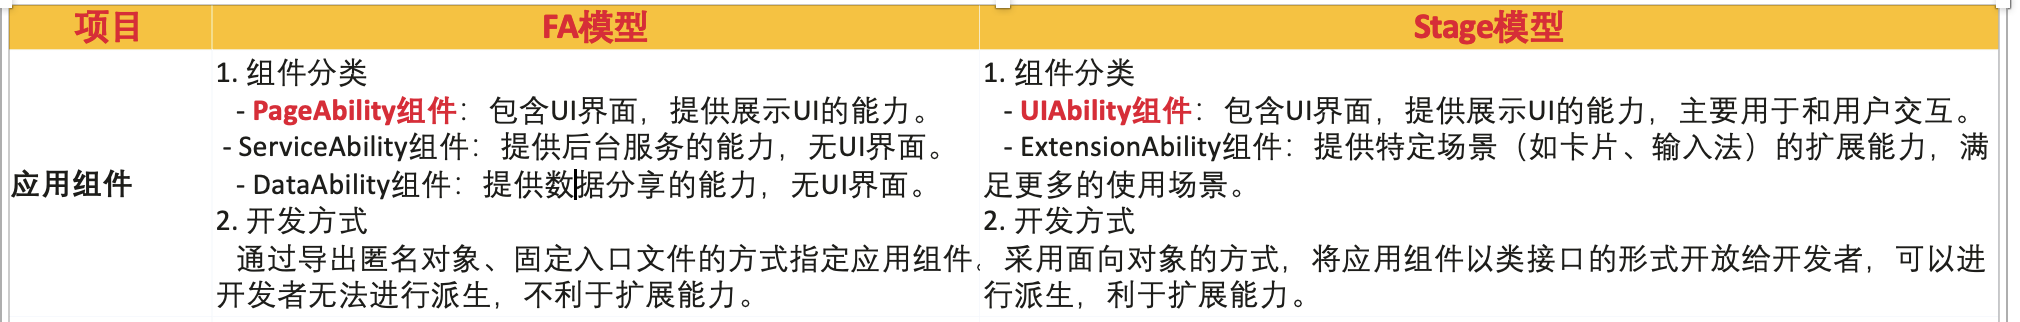 项目
FA模型
Stage模型
应用组件
1. 组件分类
- PageAbility组件：包含UI界面，提供展示UI的能力。
- ServiceAbility组件：提供后台服务的能力，无UI界面。
- DataAbility组件：提供数据分享的能力，无UI界面。
2. 开发方式
通过导出匿名对象、固定入口文件的方式指定应用组件。
开发者无法进行派生，不利于扩展能力。
1. 组件分类
- UIAbility组件：包含UI界面，提供展示UI的能力，主要用于和用户交互。
- ExtensionAbility组件：提供特定场景（如卡片、输入法）的扩展能力，满
足更多的使用场景。
2. 开发方式
采用面向对象的方式，将应用组件以类接口的形式开放给开发者，可以进
行派生，利于扩展能力。